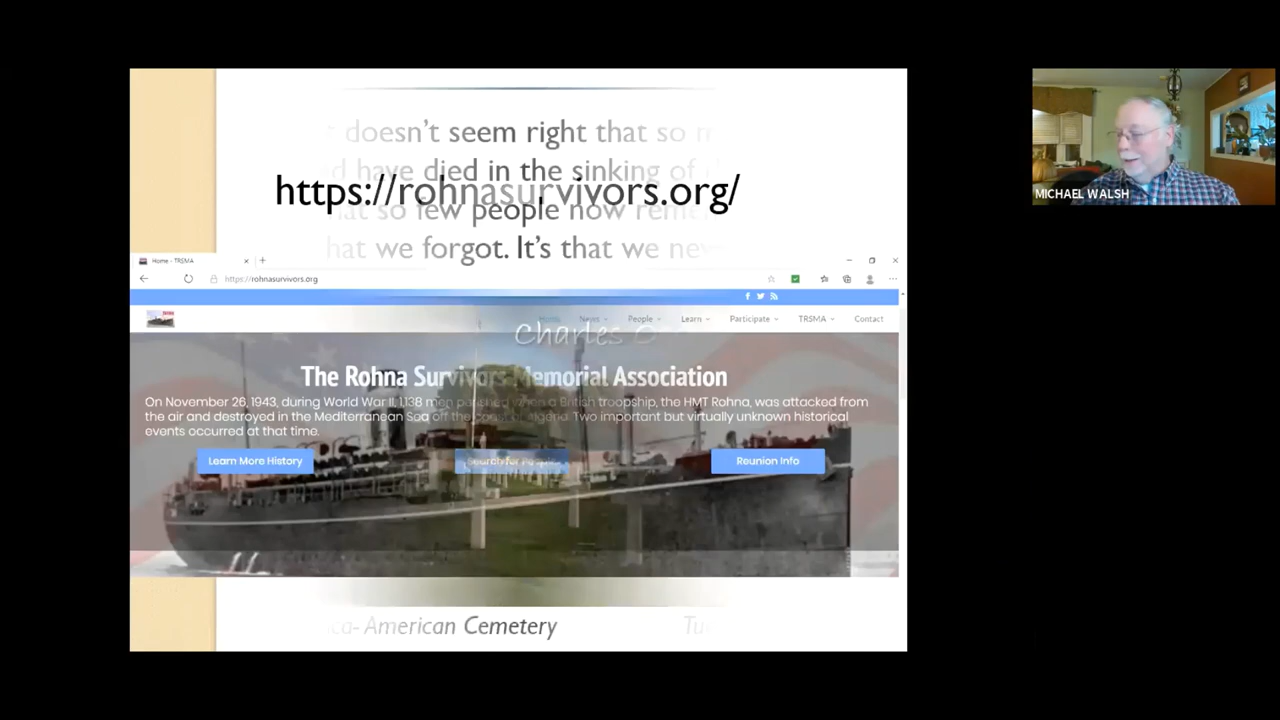 doesn't seem right that so
have died in the sinking of
https://rohnasurvivors.org/
so few people now
we forgot. It's that we
Home - TRSMA
https://rohnasurvivors.org
Home News People Learn Participate TRSMA Contact
Charles
The Rohna Survivors Memorial Association
On November 26, 1943, during World War II, 1,138 men perished when a British troopship, the HMT Rohna, was attacked from
the air and destroyed in the Mediterranean Sea off the coast of Algeria. Two important but virtually unknown historical
events occurred at that time.
Learn More History Search for People Reunion Info
American Cemetery
MICHAEL WALSH